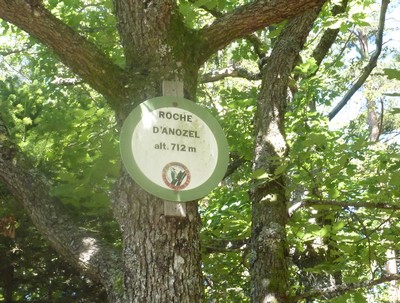 ROCHE
D'ANOZEL
alt. 712 m